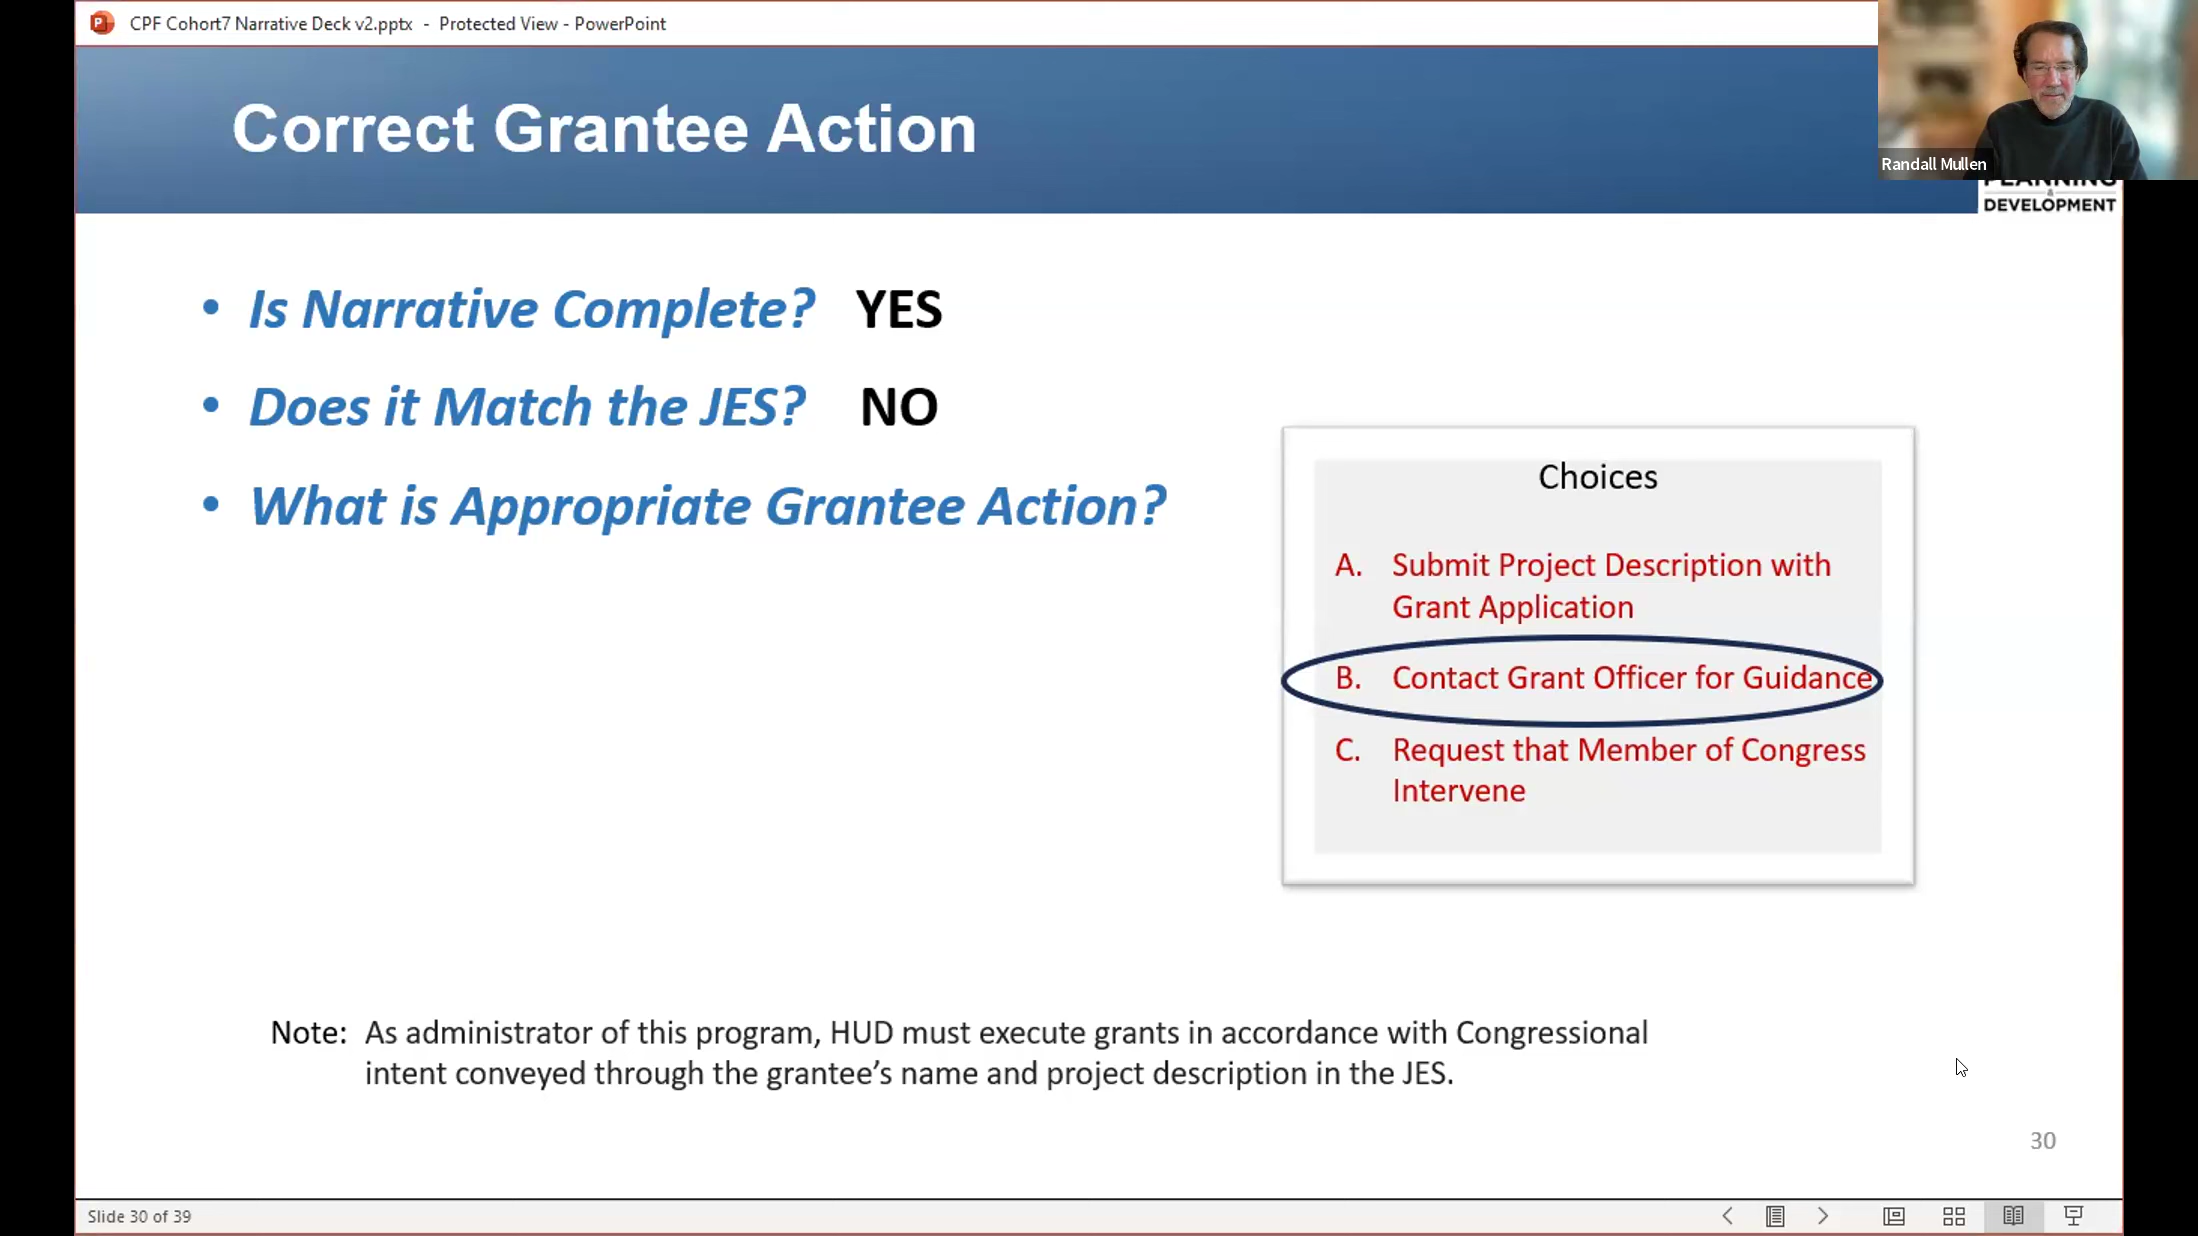 CPF Cohort7 Narrative Deck v2.pptx - Protected View - PowerPoint
Correct Grantee Action
Randall Mullen
PLANNING
&
DEVELOPMENT
• Is Narrative Complete? YES
• Does it Match the JES? NO
• What is Appropriate Grantee Action?
Choices
A. Submit Project Description with
Grant Application
B. Contact Grant Officer for Guidance
C. Request that Member of Congress
Intervene
Note: As administrator of this program, HUD must execute grants in accordance with Congressional
intent conveyed through the grantee’s name and project description in the JES.
30
Slide 30 of 39